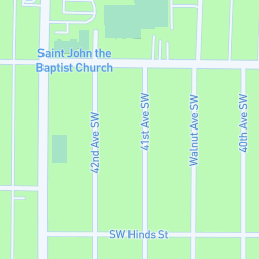 Saint John the
Baptist Church
42nd Ave SW
41st Ave SW
Walnut Ave SW
40th Ave SW
SW Hinds St